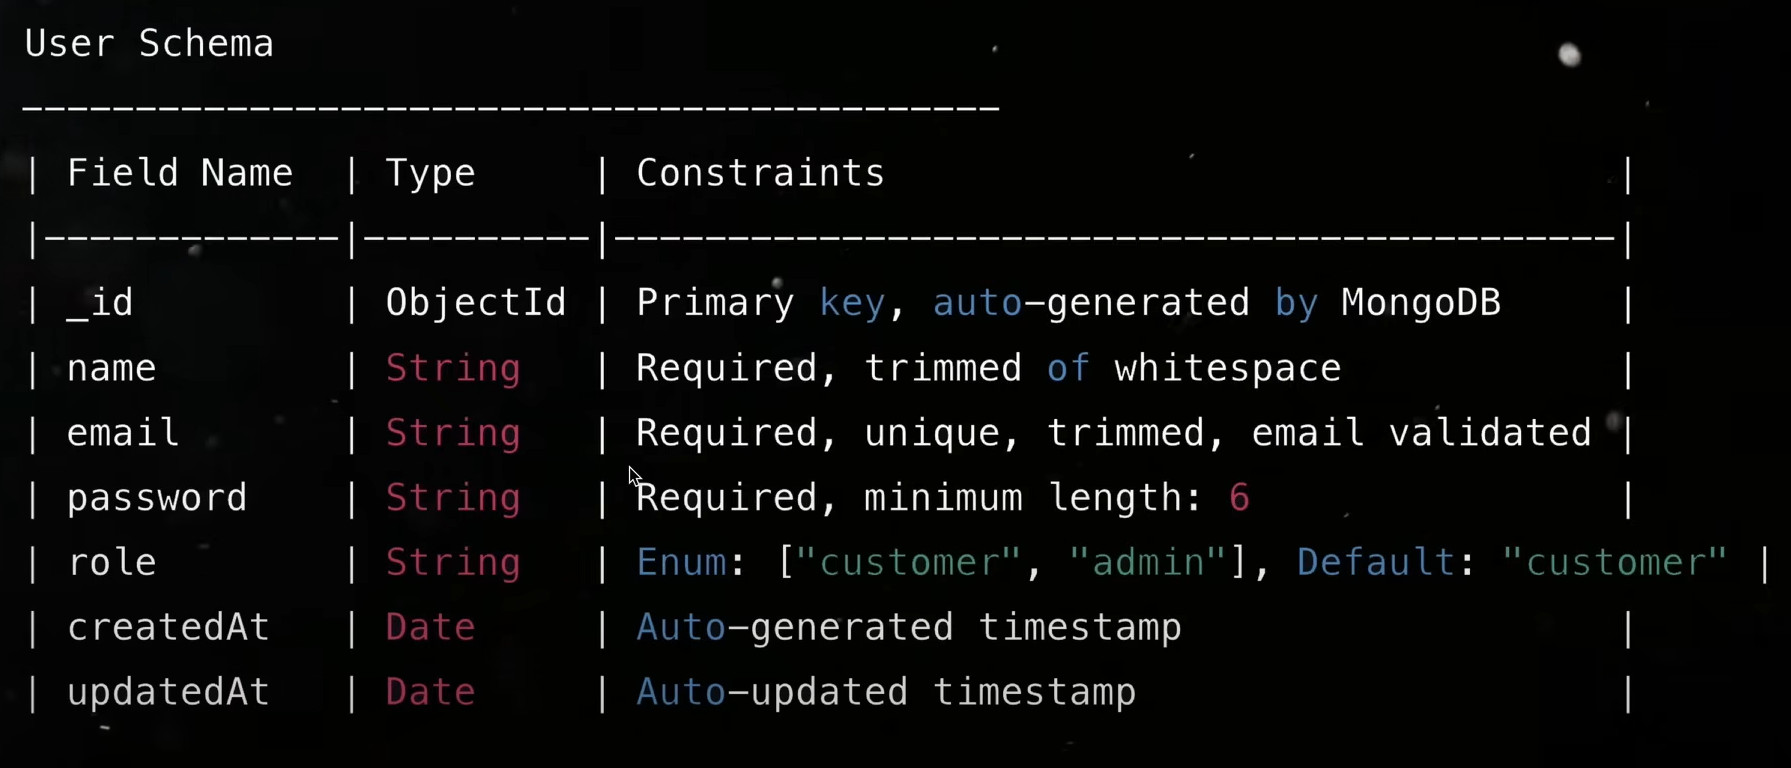 User Schema
-------------------------------------------
| Field Name  | Type     | Constraints                                |
|-------------|----------|--------------------------------------------|
| _id         | ObjectId | Primary key, auto-generated by MongoDB     |
| name        | String   | Required, trimmed of whitespace            |
| email       | String   | Required, unique, trimmed, email validated |
| password    | String   | Required, minimum length: 6                |
| role        | String   | Enum: ["customer", "admin"], Default: "customer" |
| createdAt   | Date     | Auto-generated timestamp                   |
| updatedAt   | Date     | Auto-updated timestamp                     |